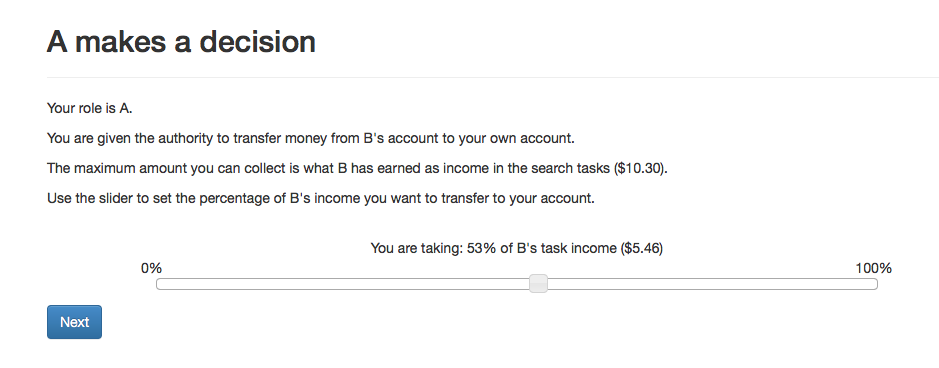 A makes a decision
Your role is A.
You are given the authority to transfer money from B's account to your own account.
The maximum amount you can collect is what B has earned as income in the search tasks ($10.30).
Use the slider to set the percentage of B's income you want to transfer to your account.
You are taking: 53% of B's task income ($5.46)
0% 100%
Next